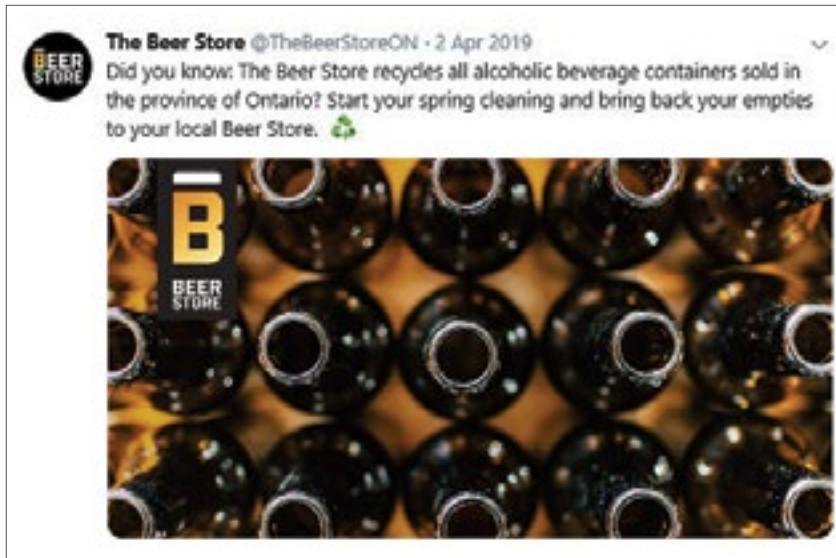 BEER
STORE
The Beer Store @TheBeerStoreON · 2 Apr 2019
Did you know: The Beer Store recycles all alcoholic beverage containers sold in
the province of Ontario? Start your spring cleaning and bring back your empties
to your local Beer Store.
B
BEER
STORE